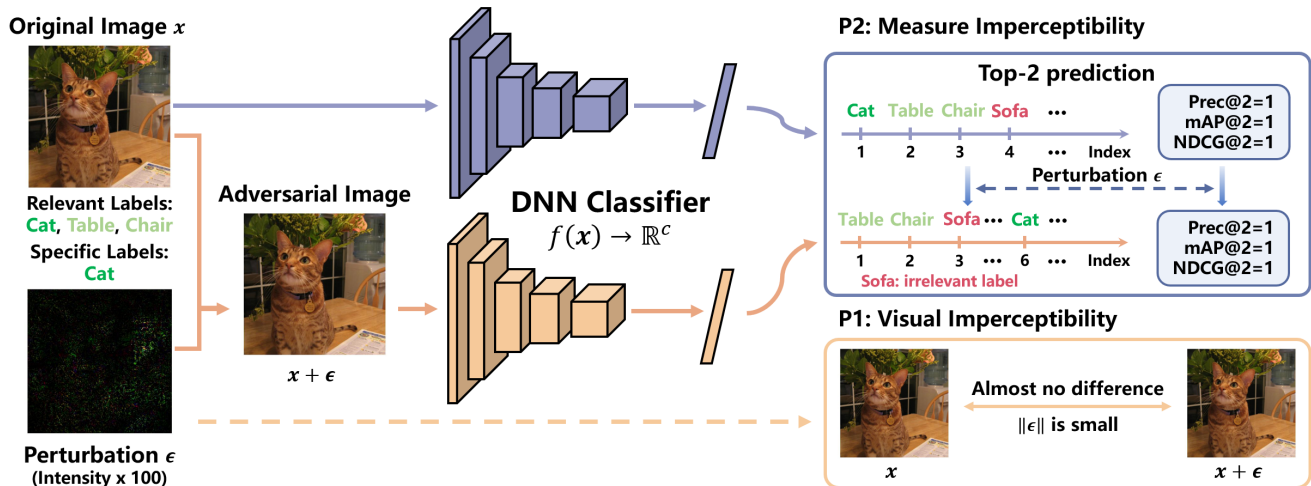 Original Image x
Relevant Labels:
Cat, Table, Chair
Specific Labels:
Cat
Perturbation ϵ
(Intensity x 100)
Adversarial Image
x + ϵ
DNN Classifier
f(x) → ℝᶜ
P2: Measure Imperceptibility
Top-2 prediction
Cat Table Chair Sofa ...
1 2 3 4 ... Index
Prec@2=1
mAP@2=1
NDCG@2=1
Perturbation ϵ
Table Chair Sofa ... Cat ...
1 2 3 ... 6 ... Index
Sofa: irrelevant label
Prec@2=1
mAP@2=1
NDCG@2=1
P1: Visual Imperceptibility
Almost no difference
‖ϵ‖ is small
x
x + ϵ